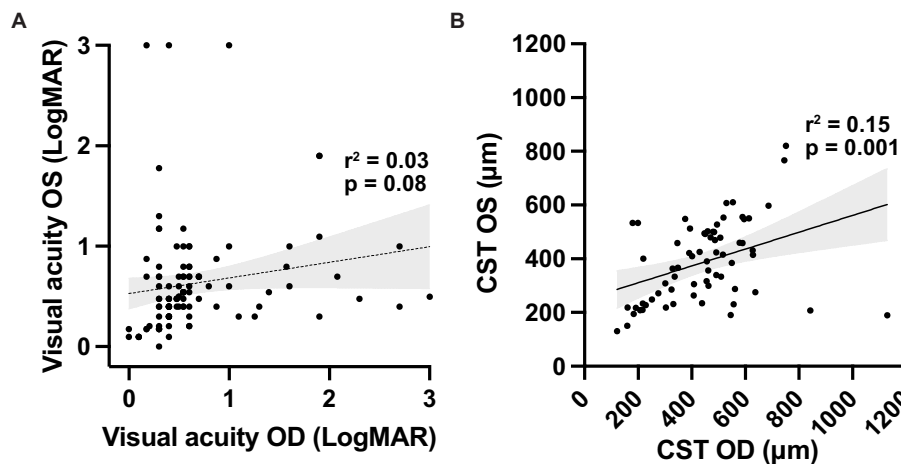 A
Visual acuity OS (LogMAR)
3
2
1
0
r² = 0.03
p = 0.08
0 1 2 3
Visual acuity OD (LogMAR)
B
CST OS (µm)
1200
1000
800
600
400
200
0
r² = 0.15
p = 0.001
0 200 400 600 800 1000 1200
CST OD (µm)